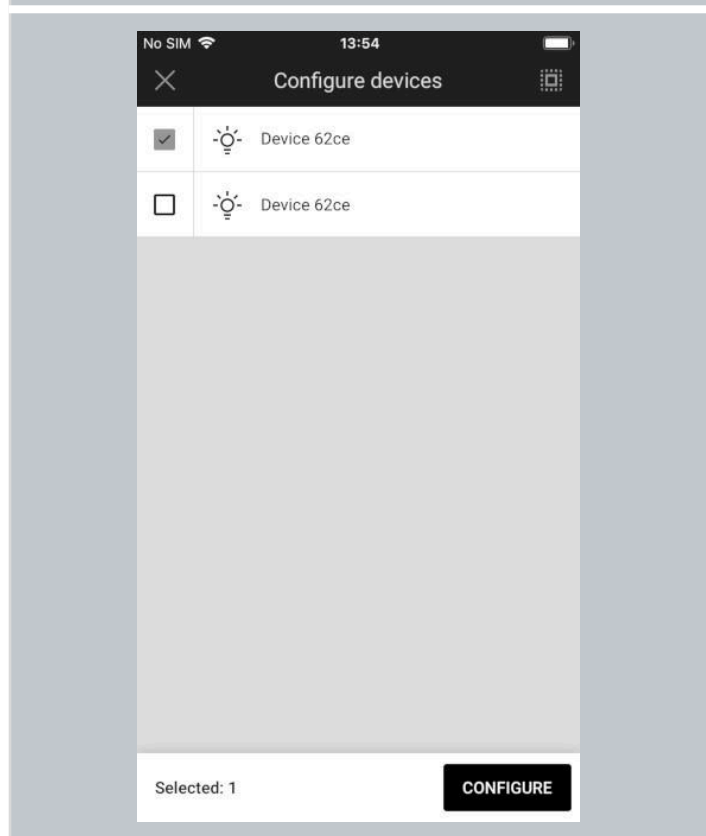 No SIM 13:54
Configure devices
Device 62ce
Device 62ce
Selected: 1 CONFIGURE